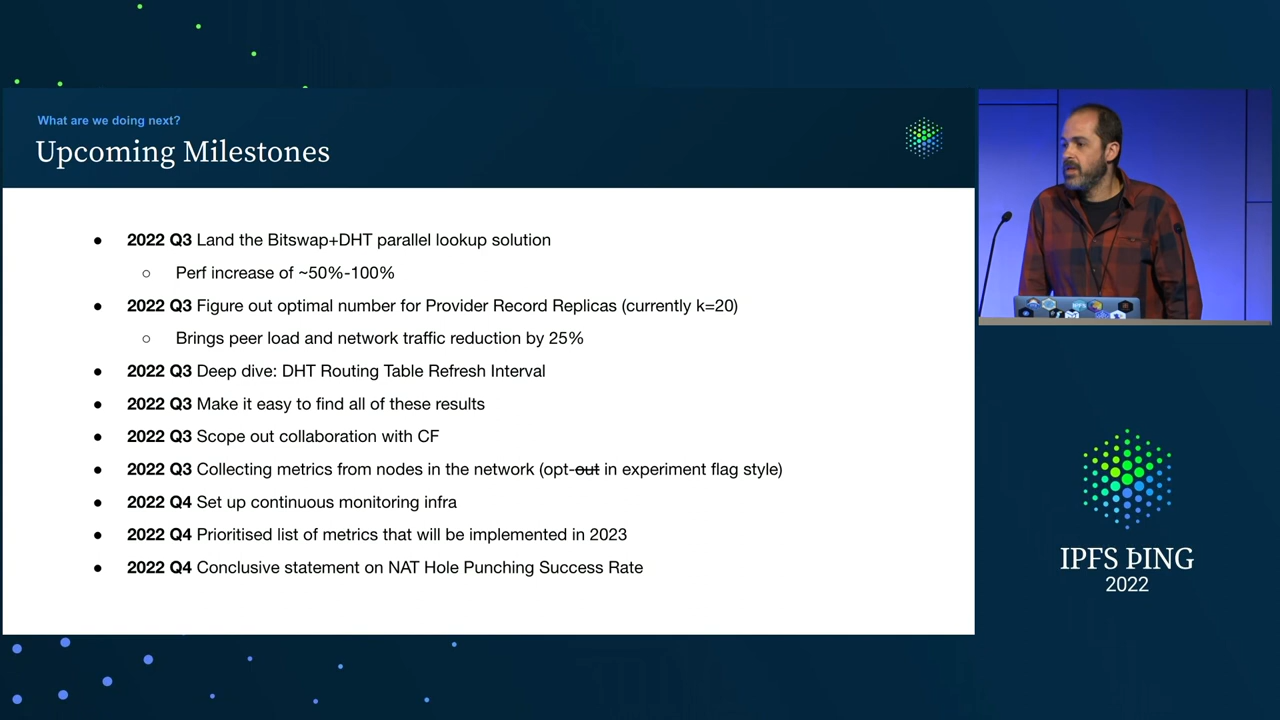 What are we doing next?
Upcoming Milestones
● 2022 Q3 Land the Bitswap+DHT parallel lookup solution
○ Perf increase of ~50%-100%
● 2022 Q3 Figure out optimal number for Provider Record Replicas (currently k=20)
○ Brings peer load and network traffic reduction by 25%
● 2022 Q3 Deep dive: DHT Routing Table Refresh Interval
● 2022 Q3 Make it easy to find all of these results
● 2022 Q3 Scope out collaboration with CF
● 2022 Q3 Collecting metrics from nodes in the network (opt-out in experiment flag style)
● 2022 Q4 Set up continuous monitoring infra
● 2022 Q4 Prioritised list of metrics that will be implemented in 2023
● 2022 Q4 Conclusive statement on NAT Hole Punching Success Rate
IPFS ÞING
2022